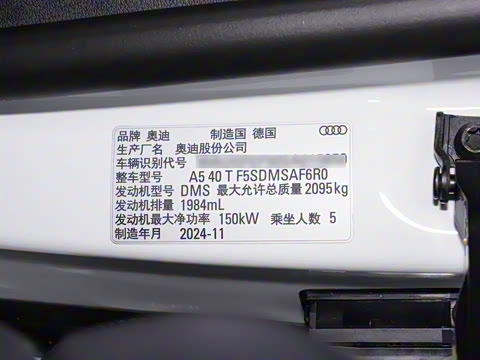 品牌 奥迪 制造国 德国
生产厂名 奥迪股份公司
车辆识别代号
整车型号 A5 40 T F5SDMSAF6R0
发动机型号 DMS 最大允许总质量 2095kg
发动机排量 1984mL
发动机最大净功率 150kW 乘坐人数 5
制造年月 2024-11